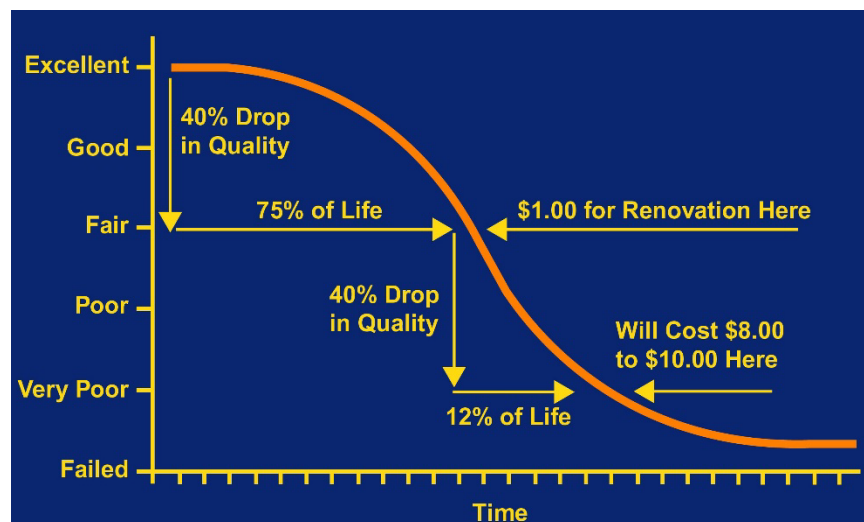 Excellent
40% Drop
in Quality
Good
75% of Life
$1.00 for Renovation Here
Fair
40% Drop
in Quality
Poor
Will Cost $8.00
to $10.00 Here
Very Poor
12% of Life
Failed
Time